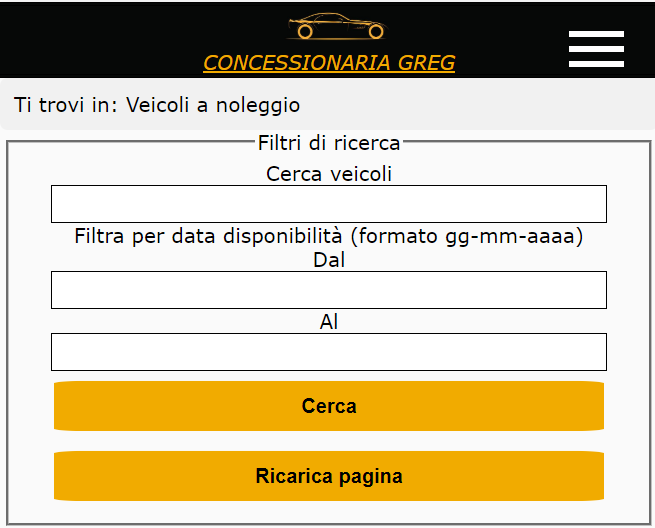 CONCESSIONARIA GREG
Ti trovi in: Veicoli a noleggio
Filtri di ricerca
Cerca veicoli
Filtra per data disponibilità (formato gg-mm-aaaa)
Dal
Al
Cerca
Ricarica pagina